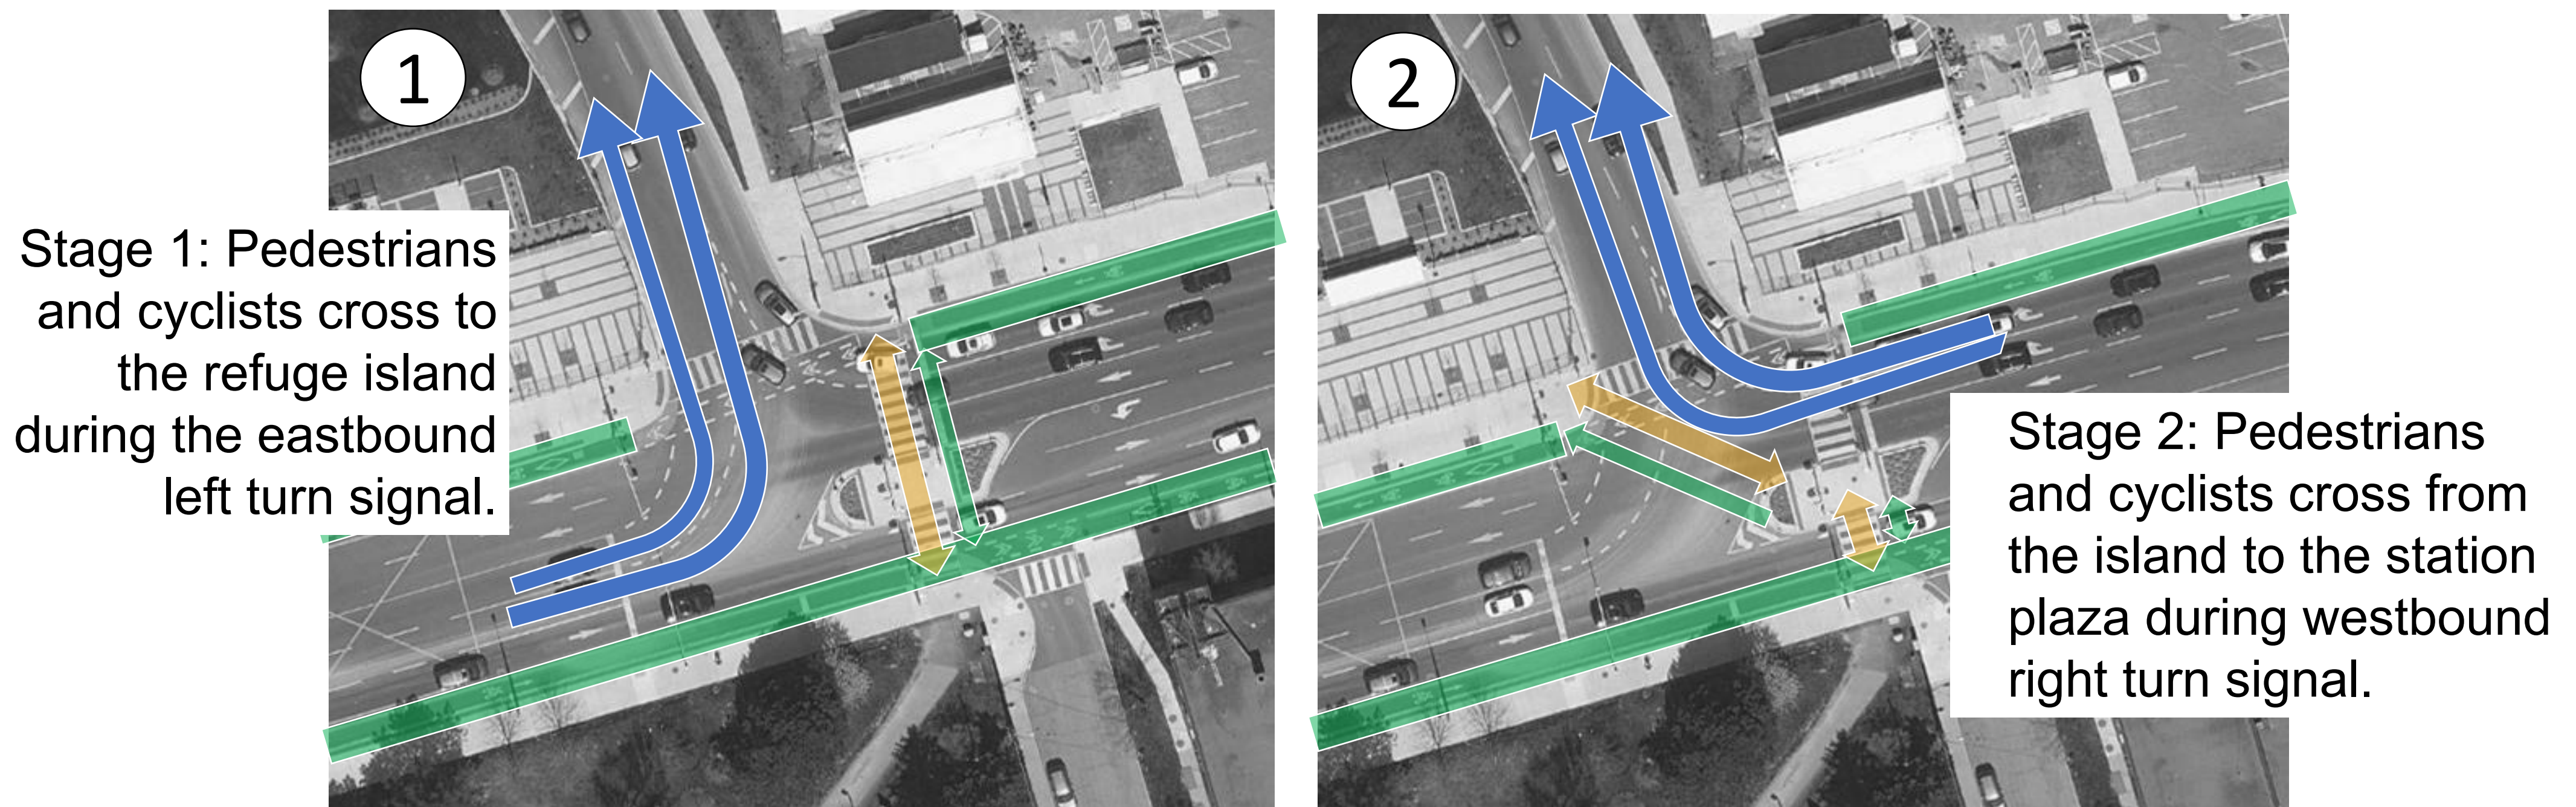 1
Stage 1: Pedestrians
and cyclists cross to
the refuge island
during the eastbound
left turn signal.
2
Stage 2: Pedestrians
and cyclists cross from
the island to the station
plaza during westbound
right turn signal.